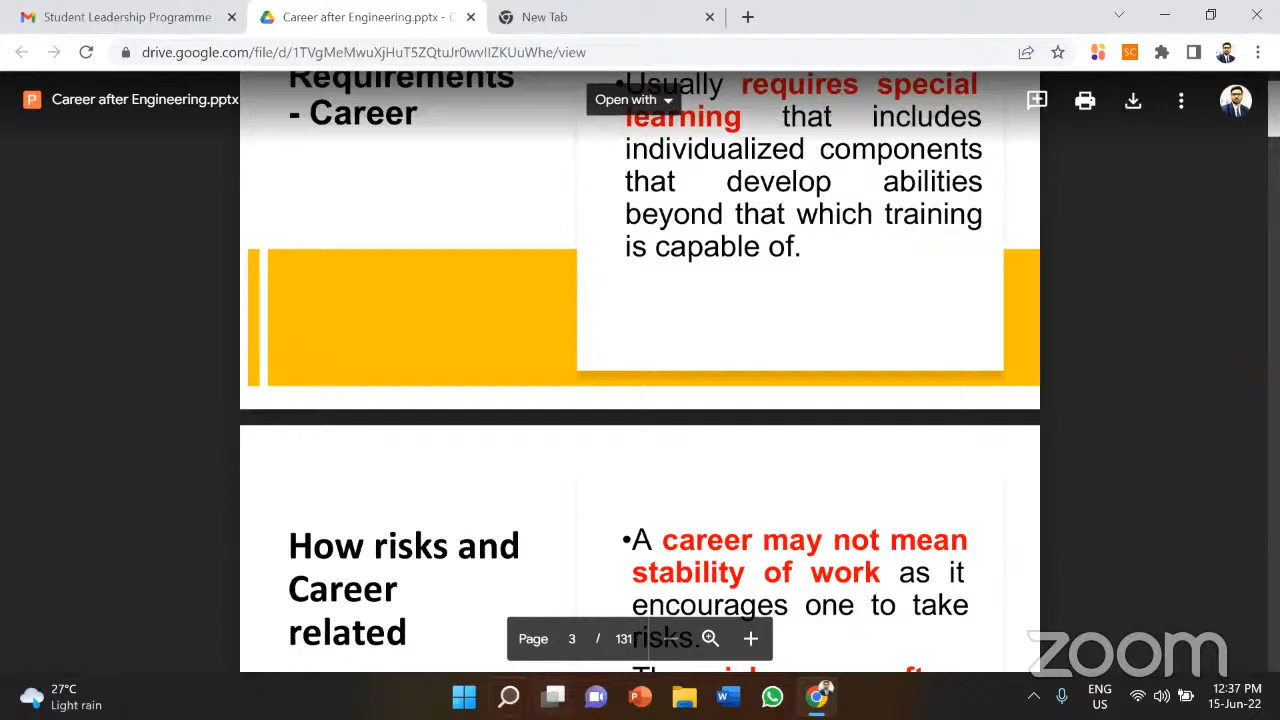 Student Leadership Programme
Career after Engineering.pptx - G
New Tab
drive.google.com/file/d/1TVgMeMwuXjHuT5ZQtuJr0wvIIZKUuWhe/view
SC
P Career after Engineering.pptx
Open with
Requirements
- Career
•Usually requires special
learning that includes
individualized components
that develop abilities
beyond that which training
is capable of.
How risks and
Career
related
•A career may not mean
stability of work as it
encourages one to take
risks.
Page 3 / 131
zoom
27°C
Light rain
ENG
US
12:37 PM
15-Jun-22